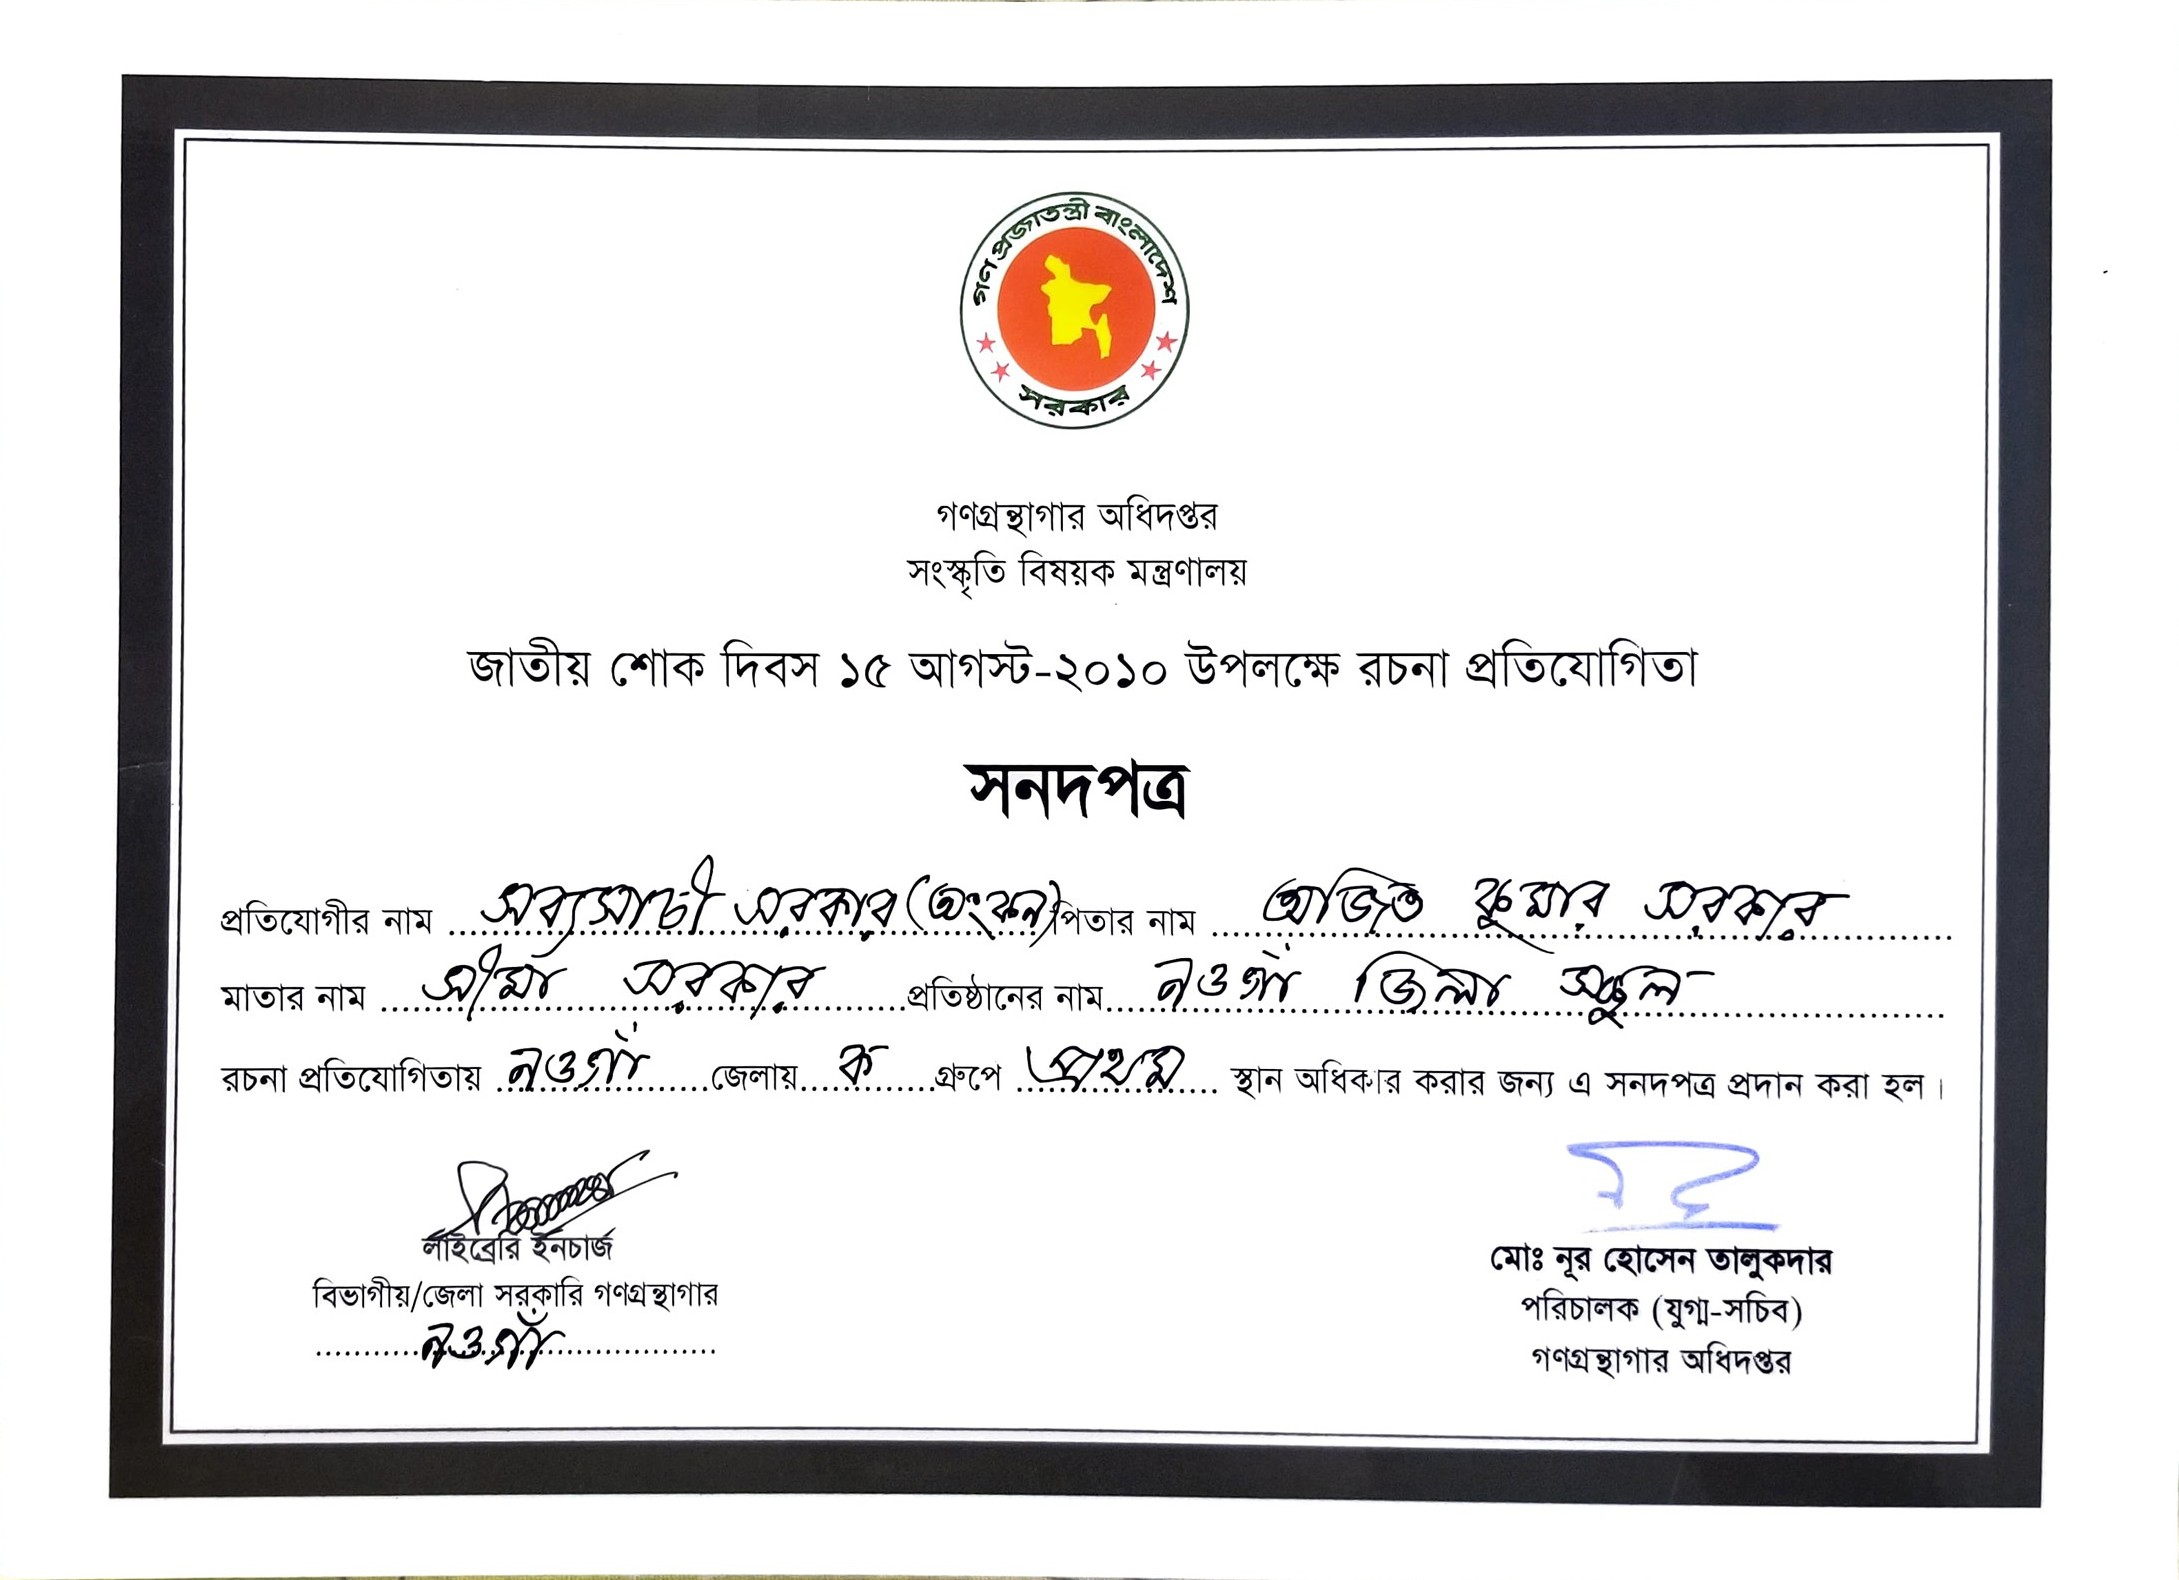 গণপ্রজাতন্ত্রী বাংলাদেশ
সরকার
গণগ্রন্থাগার অধিদপ্তর
সংস্কৃতি বিষয়ক মন্ত্রণালয়
জাতীয় শোক দিবস ১৫ আগস্ট-২০১০ উপলক্ষে রচনা প্রতিযোগিতা
সনদপত্র
প্রতিযোগীর নাম সব্যসাচী সরকার (অংকন) পিতার নাম অজিত কুমার সরকার
মাতার নাম সীমা সরকার প্রতিষ্ঠানের নাম নওগাঁ জিলা স্কুল
রচনা প্রতিযোগিতায় নওগাঁ জেলায় ক গ্রুপে প্রথম স্থান অধিকার করার জন্য এ সনদপত্র প্রদান করা হল।
লাইব্রেরি ইনচার্জ
বিভাগীয়/জেলা সরকারি গণগ্রন্থাগার
নওগাঁ
মোঃ নূর হোসেন তালুকদার
পরিচালক (যুগ্ম-সচিব)
গণগ্রন্থাগার অধিদপ্তর